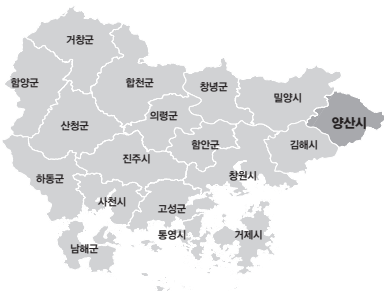 거창군
함양군
합천군
창녕군
밀양시
산청군
의령군
양산시
진주시
함안군
김해시
하동군
창원시
사천시
고성군
통영시
거제시
남해군